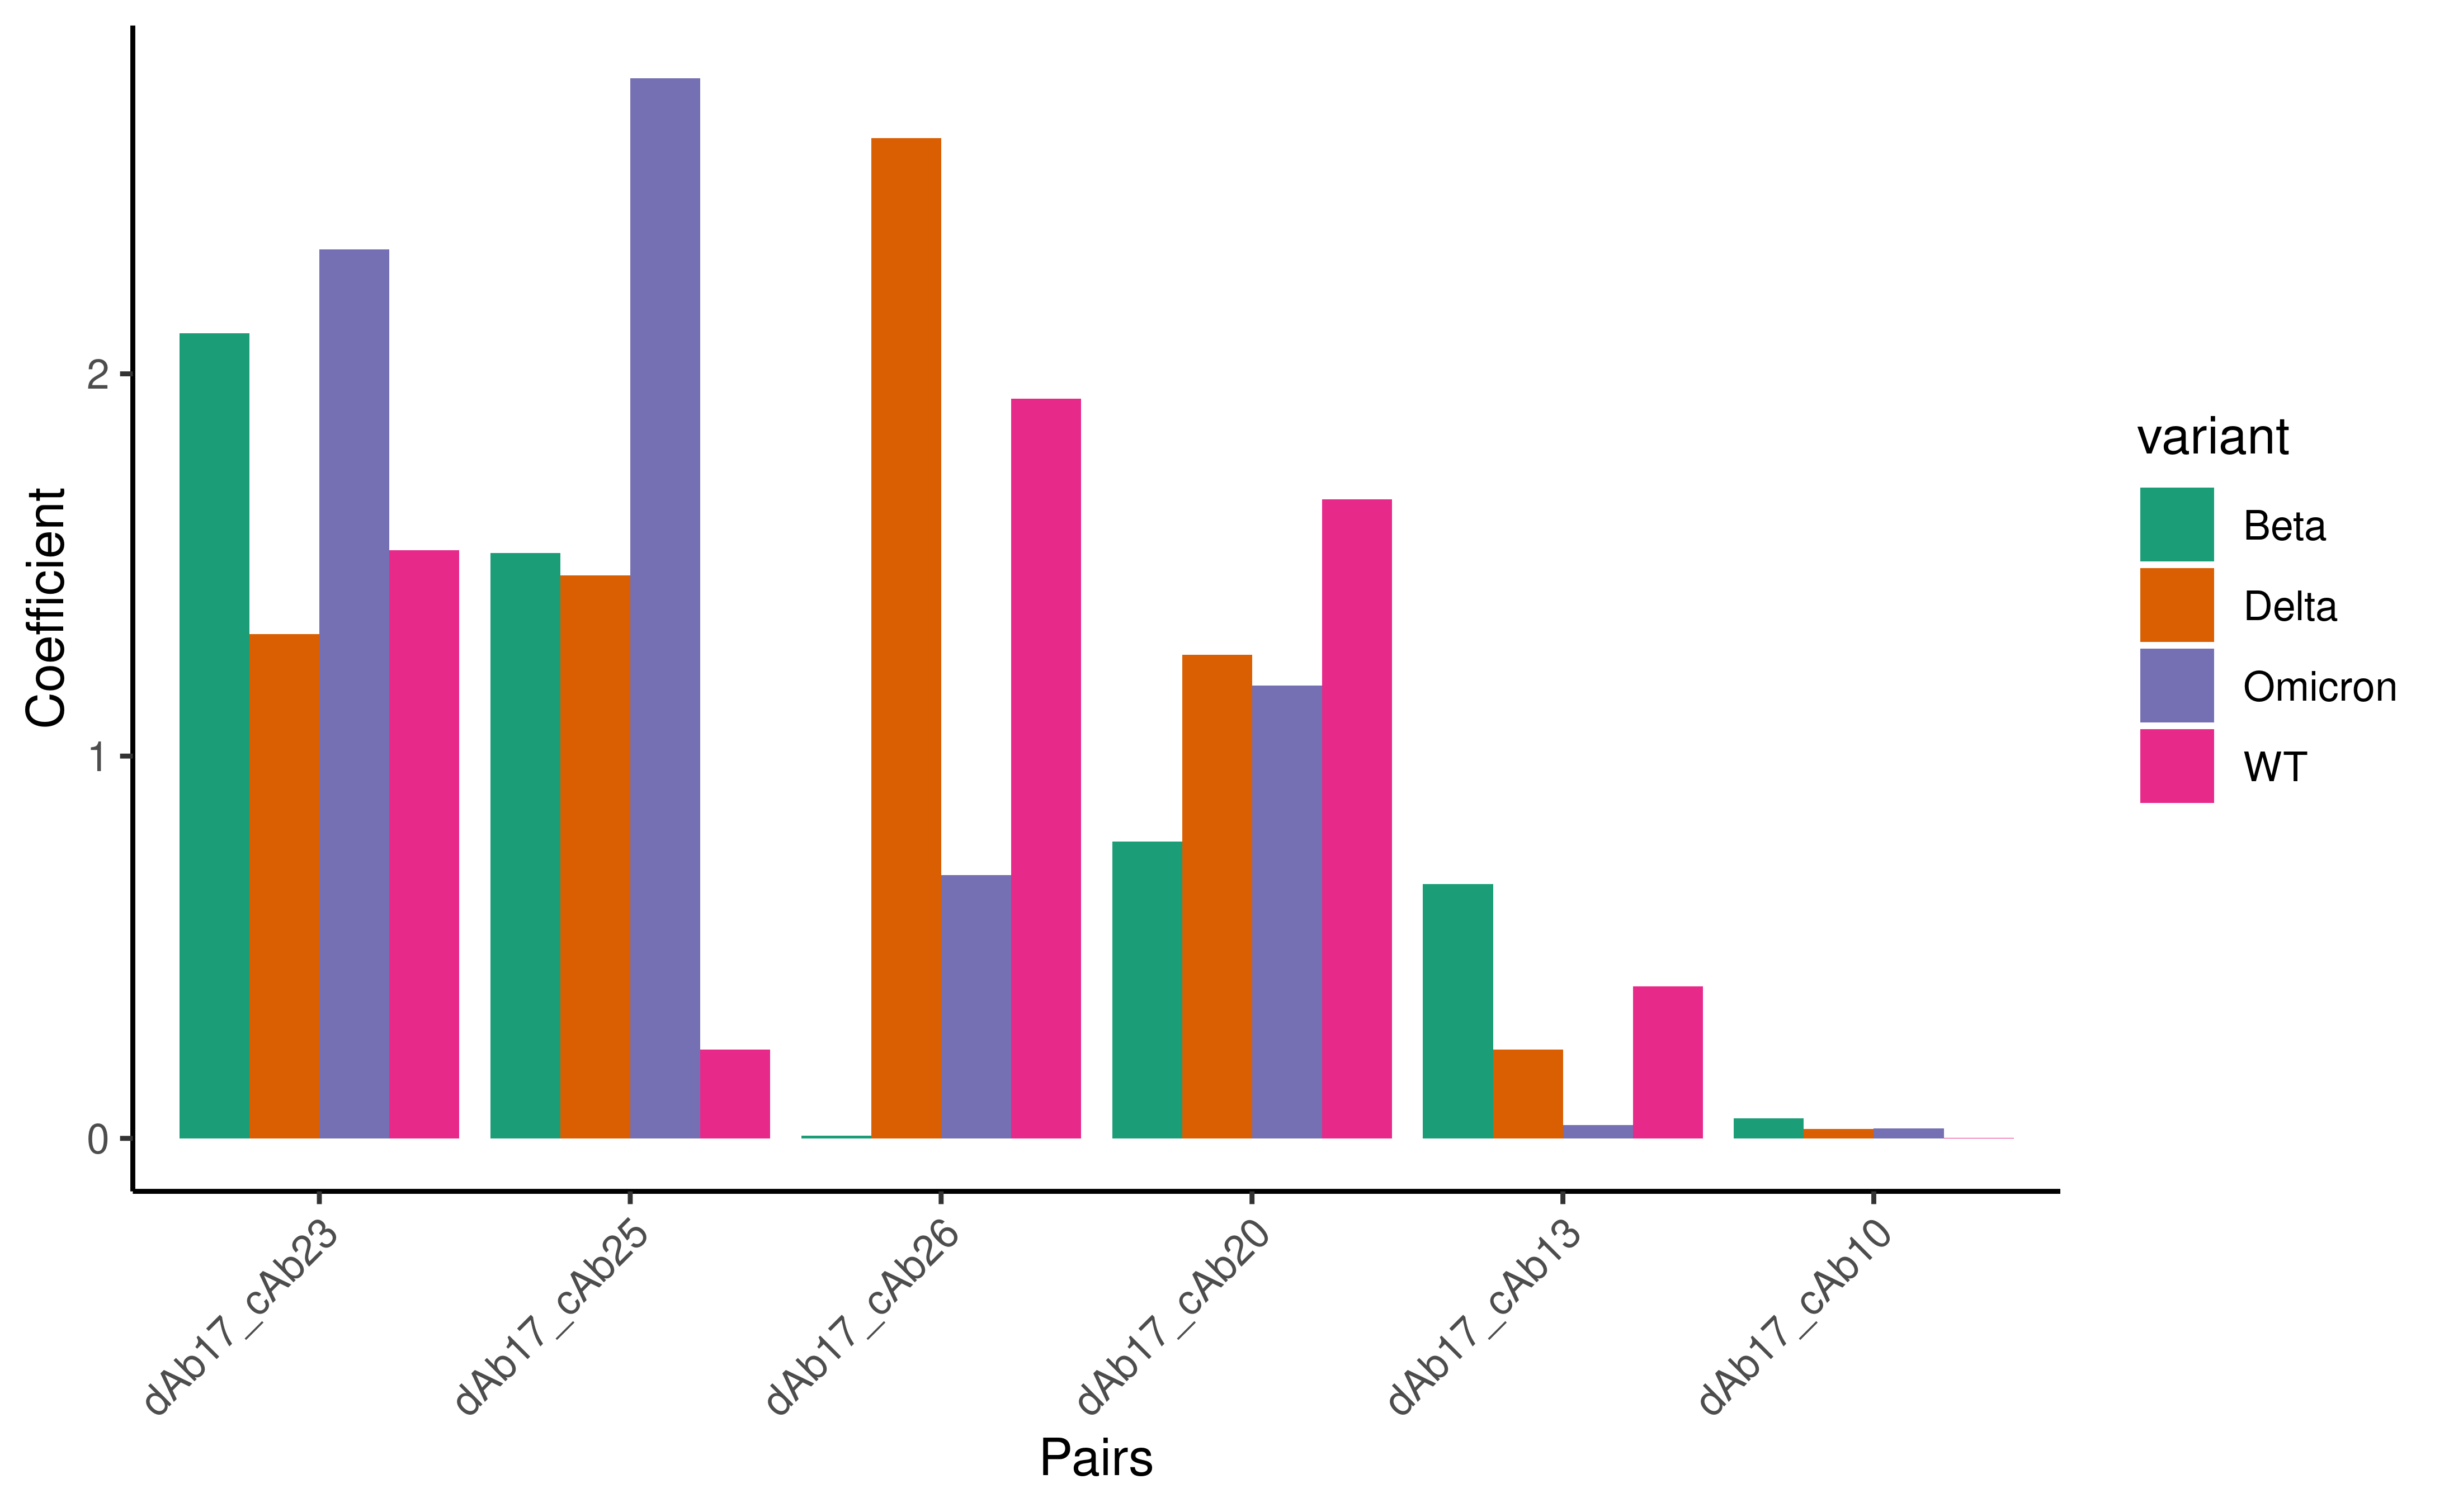 Coefficient
2
1
0
dAb17_cAb23
dAb17_cAb25
dAb17_cAb26
dAb17_cAb20
dAb17_cAb13
dAb17_cAb10
Pairs
variant
Beta
Delta
Omicron
WT